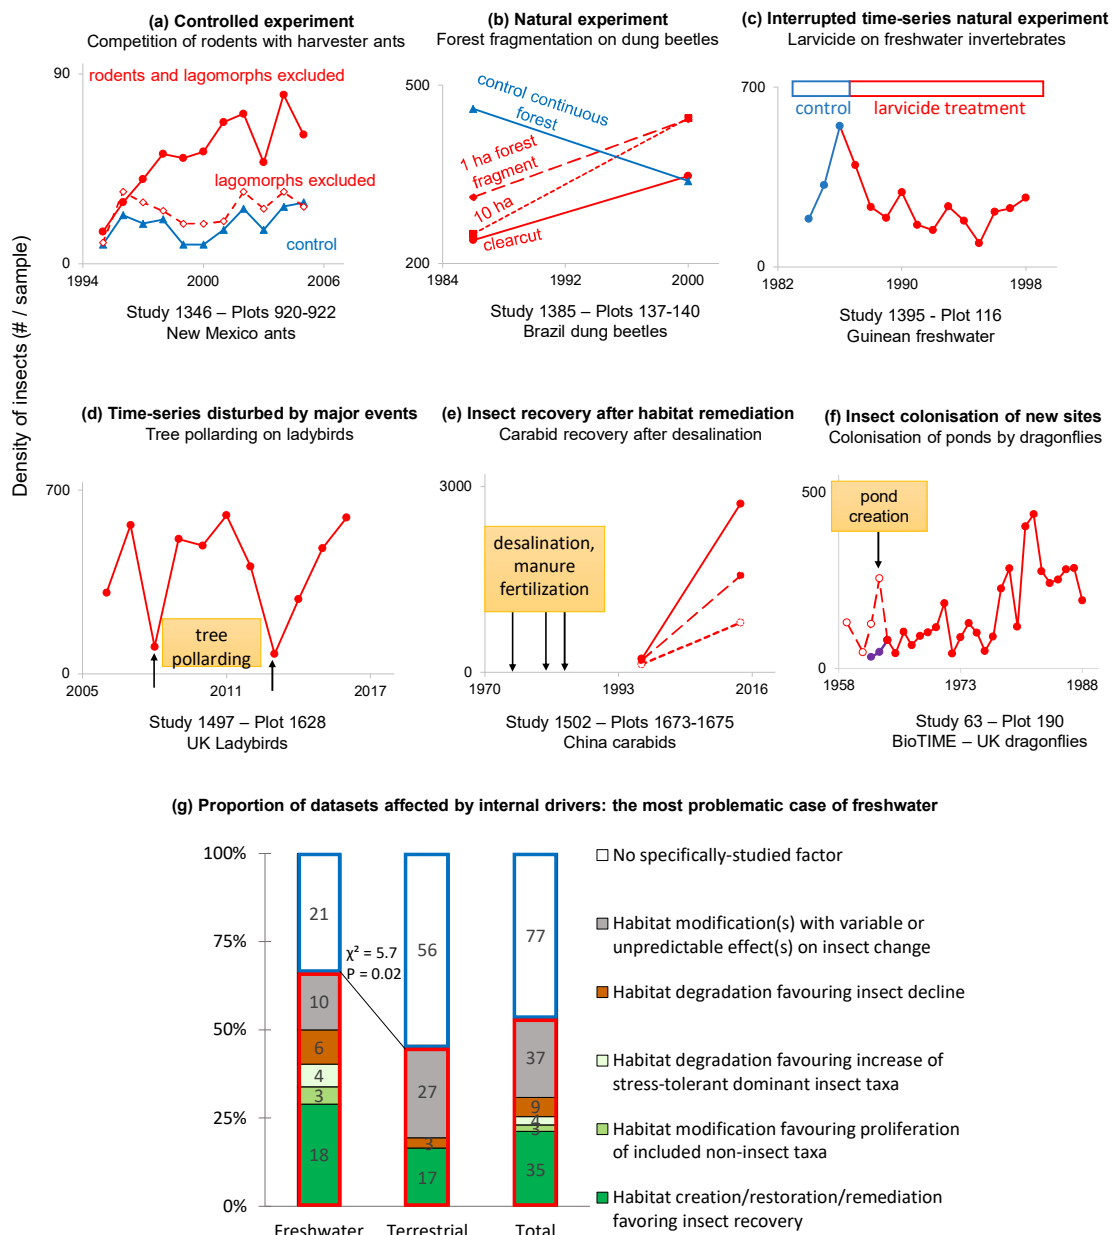 (a) Controlled experiment
Competition of rodents with harvester ants
90
rodents and lagomorphs excluded
lagomorphs excluded
control
0
1994
2000
2006
Study 1346 – Plots 920-922
New Mexico ants
(b) Natural experiment
Forest fragmentation on dung beetles
500
control continuous
forest
1 ha forest
fragment
10 ha
clearcut
200
1984
1992
2000
Study 1385 – Plots 137-140
Brazil dung beetles
(c) Interrupted time-series natural experiment
Larvicide on freshwater invertebrates
700
control
larvicide treatment
0
1982
1990
1998
Study 1395 - Plot 116
Guinean freshwater
Density of insects (# / sample)
(d) Time-series disturbed by major events
Tree pollarding on ladybirds
700
tree
pollarding
0
2005
2011
2017
Study 1497 – Plot 1628
UK Ladybirds
(e) Insect recovery after habitat remediation
Carabid recovery after desalination
3000
desalination,
manure
fertilization
0
1970
1993
2016
Study 1502 – Plots 1673-1675
China carabids
(f) Insect colonisation of new sites
Colonisation of ponds by dragonflies
500
pond
creation
0
1958
1973
1988
Study 63 – Plot 190
BioTIME – UK dragonflies
(g) Proportion of datasets affected by internal drivers: the most problematic case of freshwater
100%
75%
50%
25%
0%
21
10
6
4
3
18
χ² = 5.7
P = 0.02
56
27
3
17
77
37
9
4
3
35
Freshwater
Terrestrial
Total
No specifically-studied factor
Habitat modification(s) with variable or
unpredictable effect(s) on insect change
Habitat degradation favouring insect decline
Habitat degradation favouring increase of
stress-tolerant dominant insect taxa
Habitat modification favouring proliferation
of included non-insect taxa
Habitat creation/restoration/remediation
favoring insect recovery